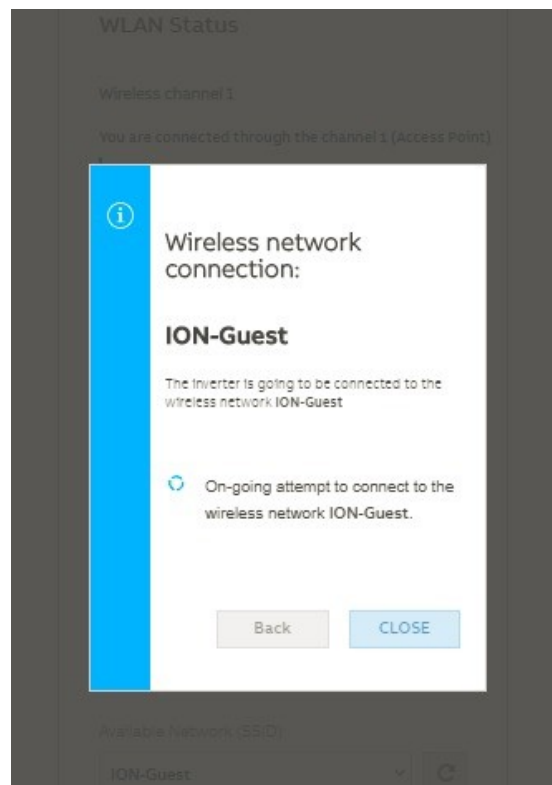 WLAN Status
Wireless channel 1
You are connected through the channel 1 (Access Point)
Wireless network
connection:
ION-Guest
The inverter is going to be connected to the
wireless network ION-Guest
On-going attempt to connect to the
wireless network ION-Guest.
Back
CLOSE
Available Network (SSID)
ION-Guest